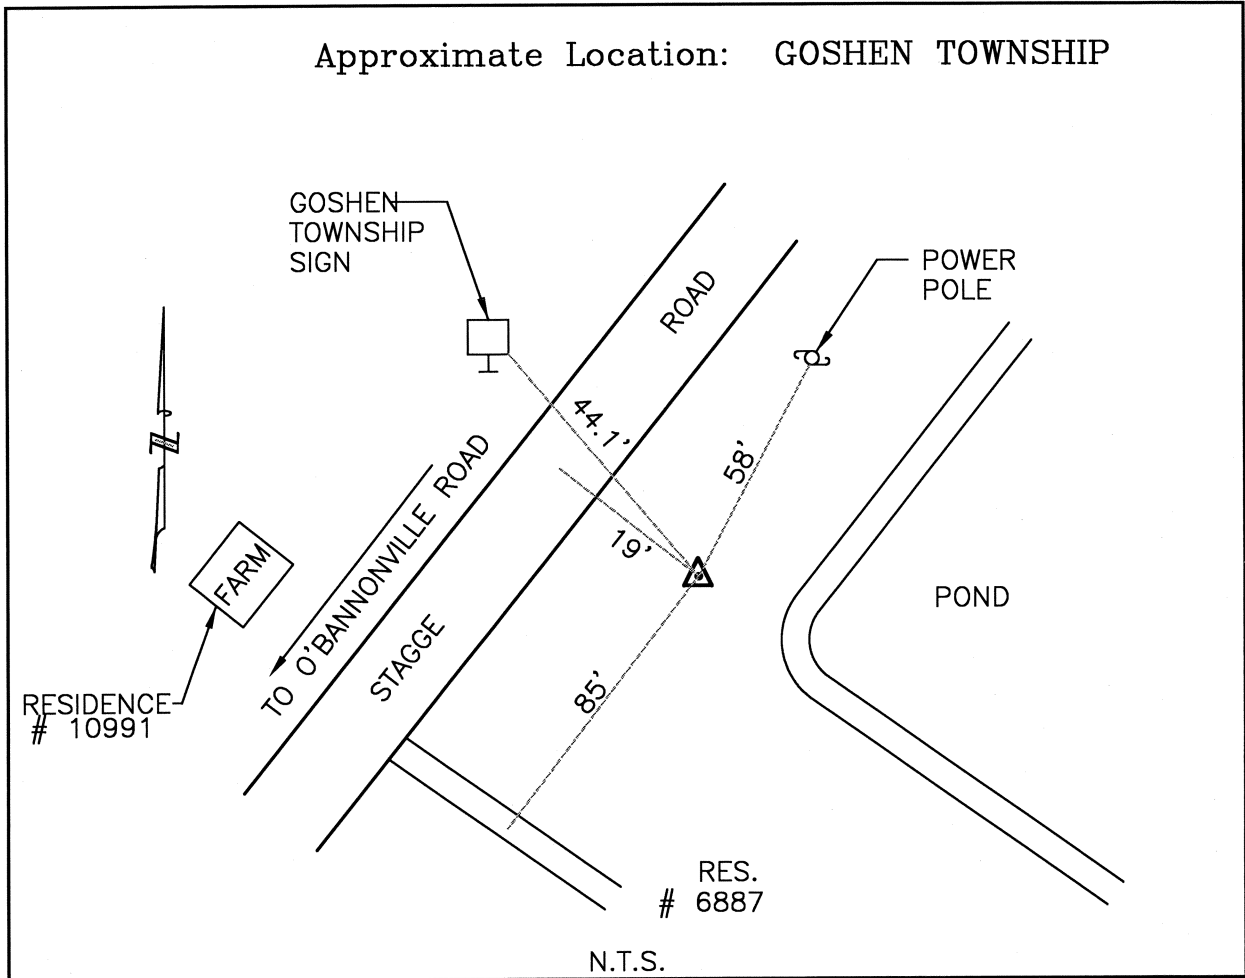 Approximate Location: GOSHEN TOWNSHIP
GOSHEN
TOWNSHIP
SIGN
POWER
POLE
ROAD
44.1'
58'
19'
TO O'BANNONVILLE ROAD
FARM
STAGGE
POND
85'
RESIDENCE
# 10991
RES.
# 6887
N.T.S.